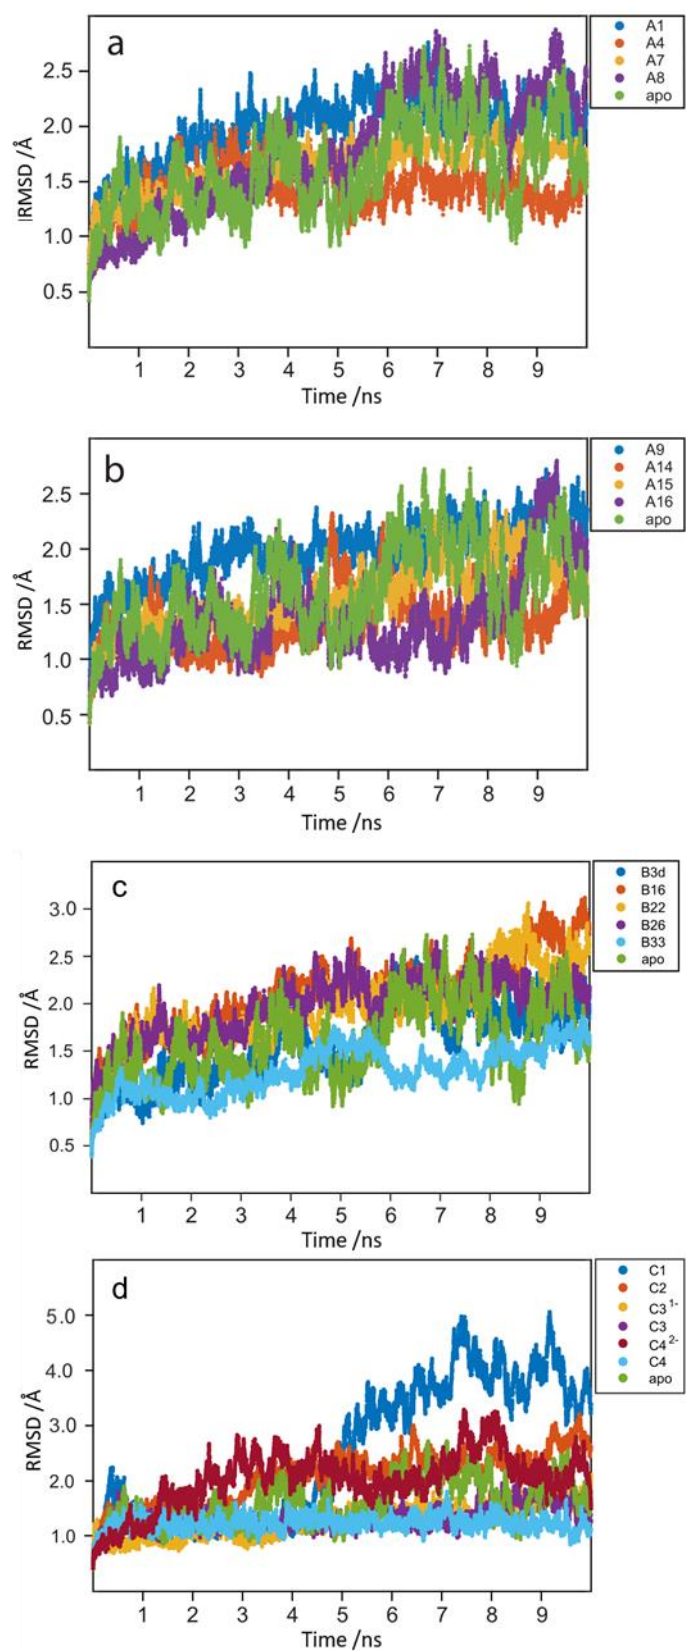 a
A1
A4
A7
A8
apo
2.5
2.0
1.5
1.0
0.5
|RMSD /Å
1 2 3 4 5 6 7 8 9
Time /ns
b
A9
A14
A15
A16
apo
2.5
2.0
1.5
1.0
0.5
RMSD /Å
1 2 3 4 5 6 7 8 9
Time /ns
c
B3d
B16
B22
B26
B33
apo
3.0
2.5
2.0
1.5
1.0
0.5
RMSD /Å
1 2 3 4 5 6 7 8 9
Time /ns
d
C1
C2
C3¹⁻
C3
C4²⁻
C4
apo
5.0
4.0
3.0
2.0
1.0
RMSD /Å
1 2 3 4 5 6 7 8 9
Time /ns